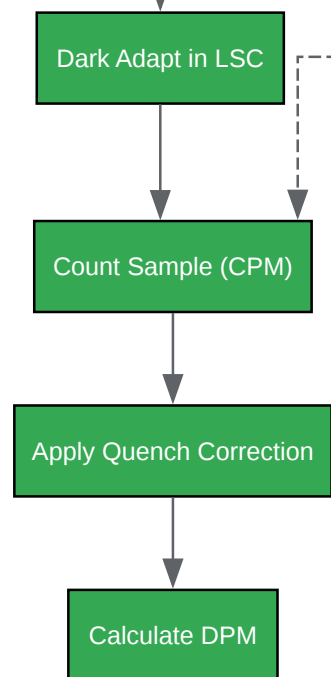 Dark Adapt in LSC
Count Sample (CPM)
Apply Quench Correction
Calculate DPM